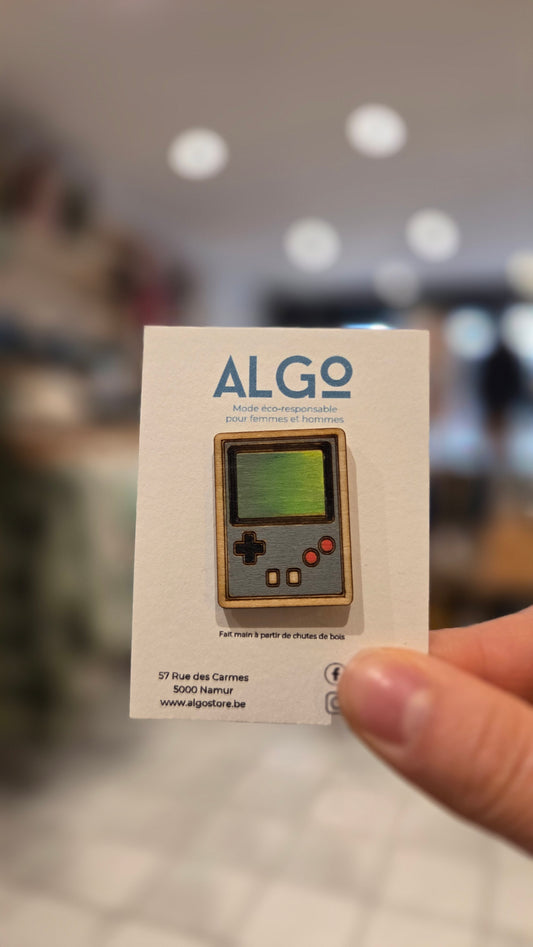 ALGO
Mode éco-responsable
pour femmes et hommes
Fait main à partir de chutes de bois
57 Rue des Carmes
5000 Namur
www.algostore.be